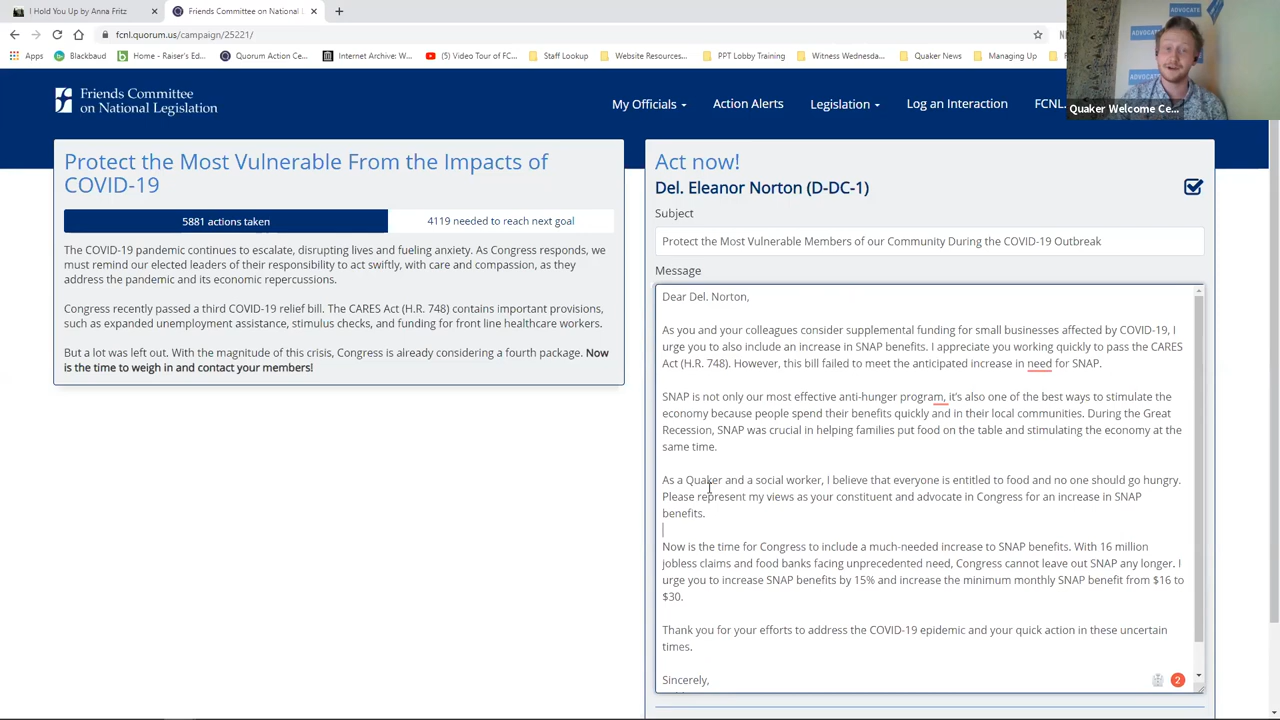 I Hold You Up by Anna Fritz
Friends Committee on National L
fcnl.quorum.us/campaign/25221/
Apps
Blackbaud
Home - Raiser's Ed...
Quorum Action Ce...
Internet Archive: W...
(5) Video Tour of FC...
Staff Lookup
Website Resources...
PPT Lobby Training
Witness Wednesda...
Quaker News
Managing Up
ADVOCATE
ADVOCATE
Quaker Welcome Ce...
Friends Committee
on National Legislation
My Officials
Action Alerts
Legislation
Log an Interaction
FCNL
Protect the Most Vulnerable From the Impacts of
COVID-19
5881 actions taken
4119 needed to reach next goal
The COVID-19 pandemic continues to escalate, disrupting lives and fueling anxiety. As Congress responds, we
must remind our elected leaders of their responsibility to act swiftly, with care and compassion, as they
address the pandemic and its economic repercussions.
Congress recently passed a third COVID-19 relief bill. The CARES Act (H.R. 748) contains important provisions,
such as expanded unemployment assistance, stimulus checks, and funding for front line healthcare workers.
But a lot was left out. With the magnitude of this crisis, Congress is already considering a fourth package. Now
is the time to weigh in and contact your members!
Act now!
Del. Eleanor Norton (D-DC-1)
Subject
Protect the Most Vulnerable Members of our Community During the COVID-19 Outbreak
Message
Dear Del. Norton,
As you and your colleagues consider supplemental funding for small businesses affected by COVID-19, I
urge you to also include an increase in SNAP benefits. I appreciate you working quickly to pass the CARES
Act (H.R. 748). However, this bill failed to meet the anticipated increase in need for SNAP.
SNAP is not only our most effective anti-hunger program, it's also one of the best ways to stimulate the
economy because people spend their benefits quickly and in their local communities. During the Great
Recession, SNAP was crucial in helping families put food on the table and stimulating the economy at the
same time.
As a Quaker and a social worker, I believe that everyone is entitled to food and no one should go hungry.
Please represent my views as your constituent and advocate in Congress for an increase in SNAP
benefits.
Now is the time for Congress to include a much-needed increase to SNAP benefits. With 16 million
jobless claims and food banks facing unprecedented need, Congress cannot leave out SNAP any longer. I
urge you to increase SNAP benefits by 15% and increase the minimum monthly SNAP benefit from $16 to
$30.
Thank you for your efforts to address the COVID-19 epidemic and your quick action in these uncertain
times.
Sincerely,
2